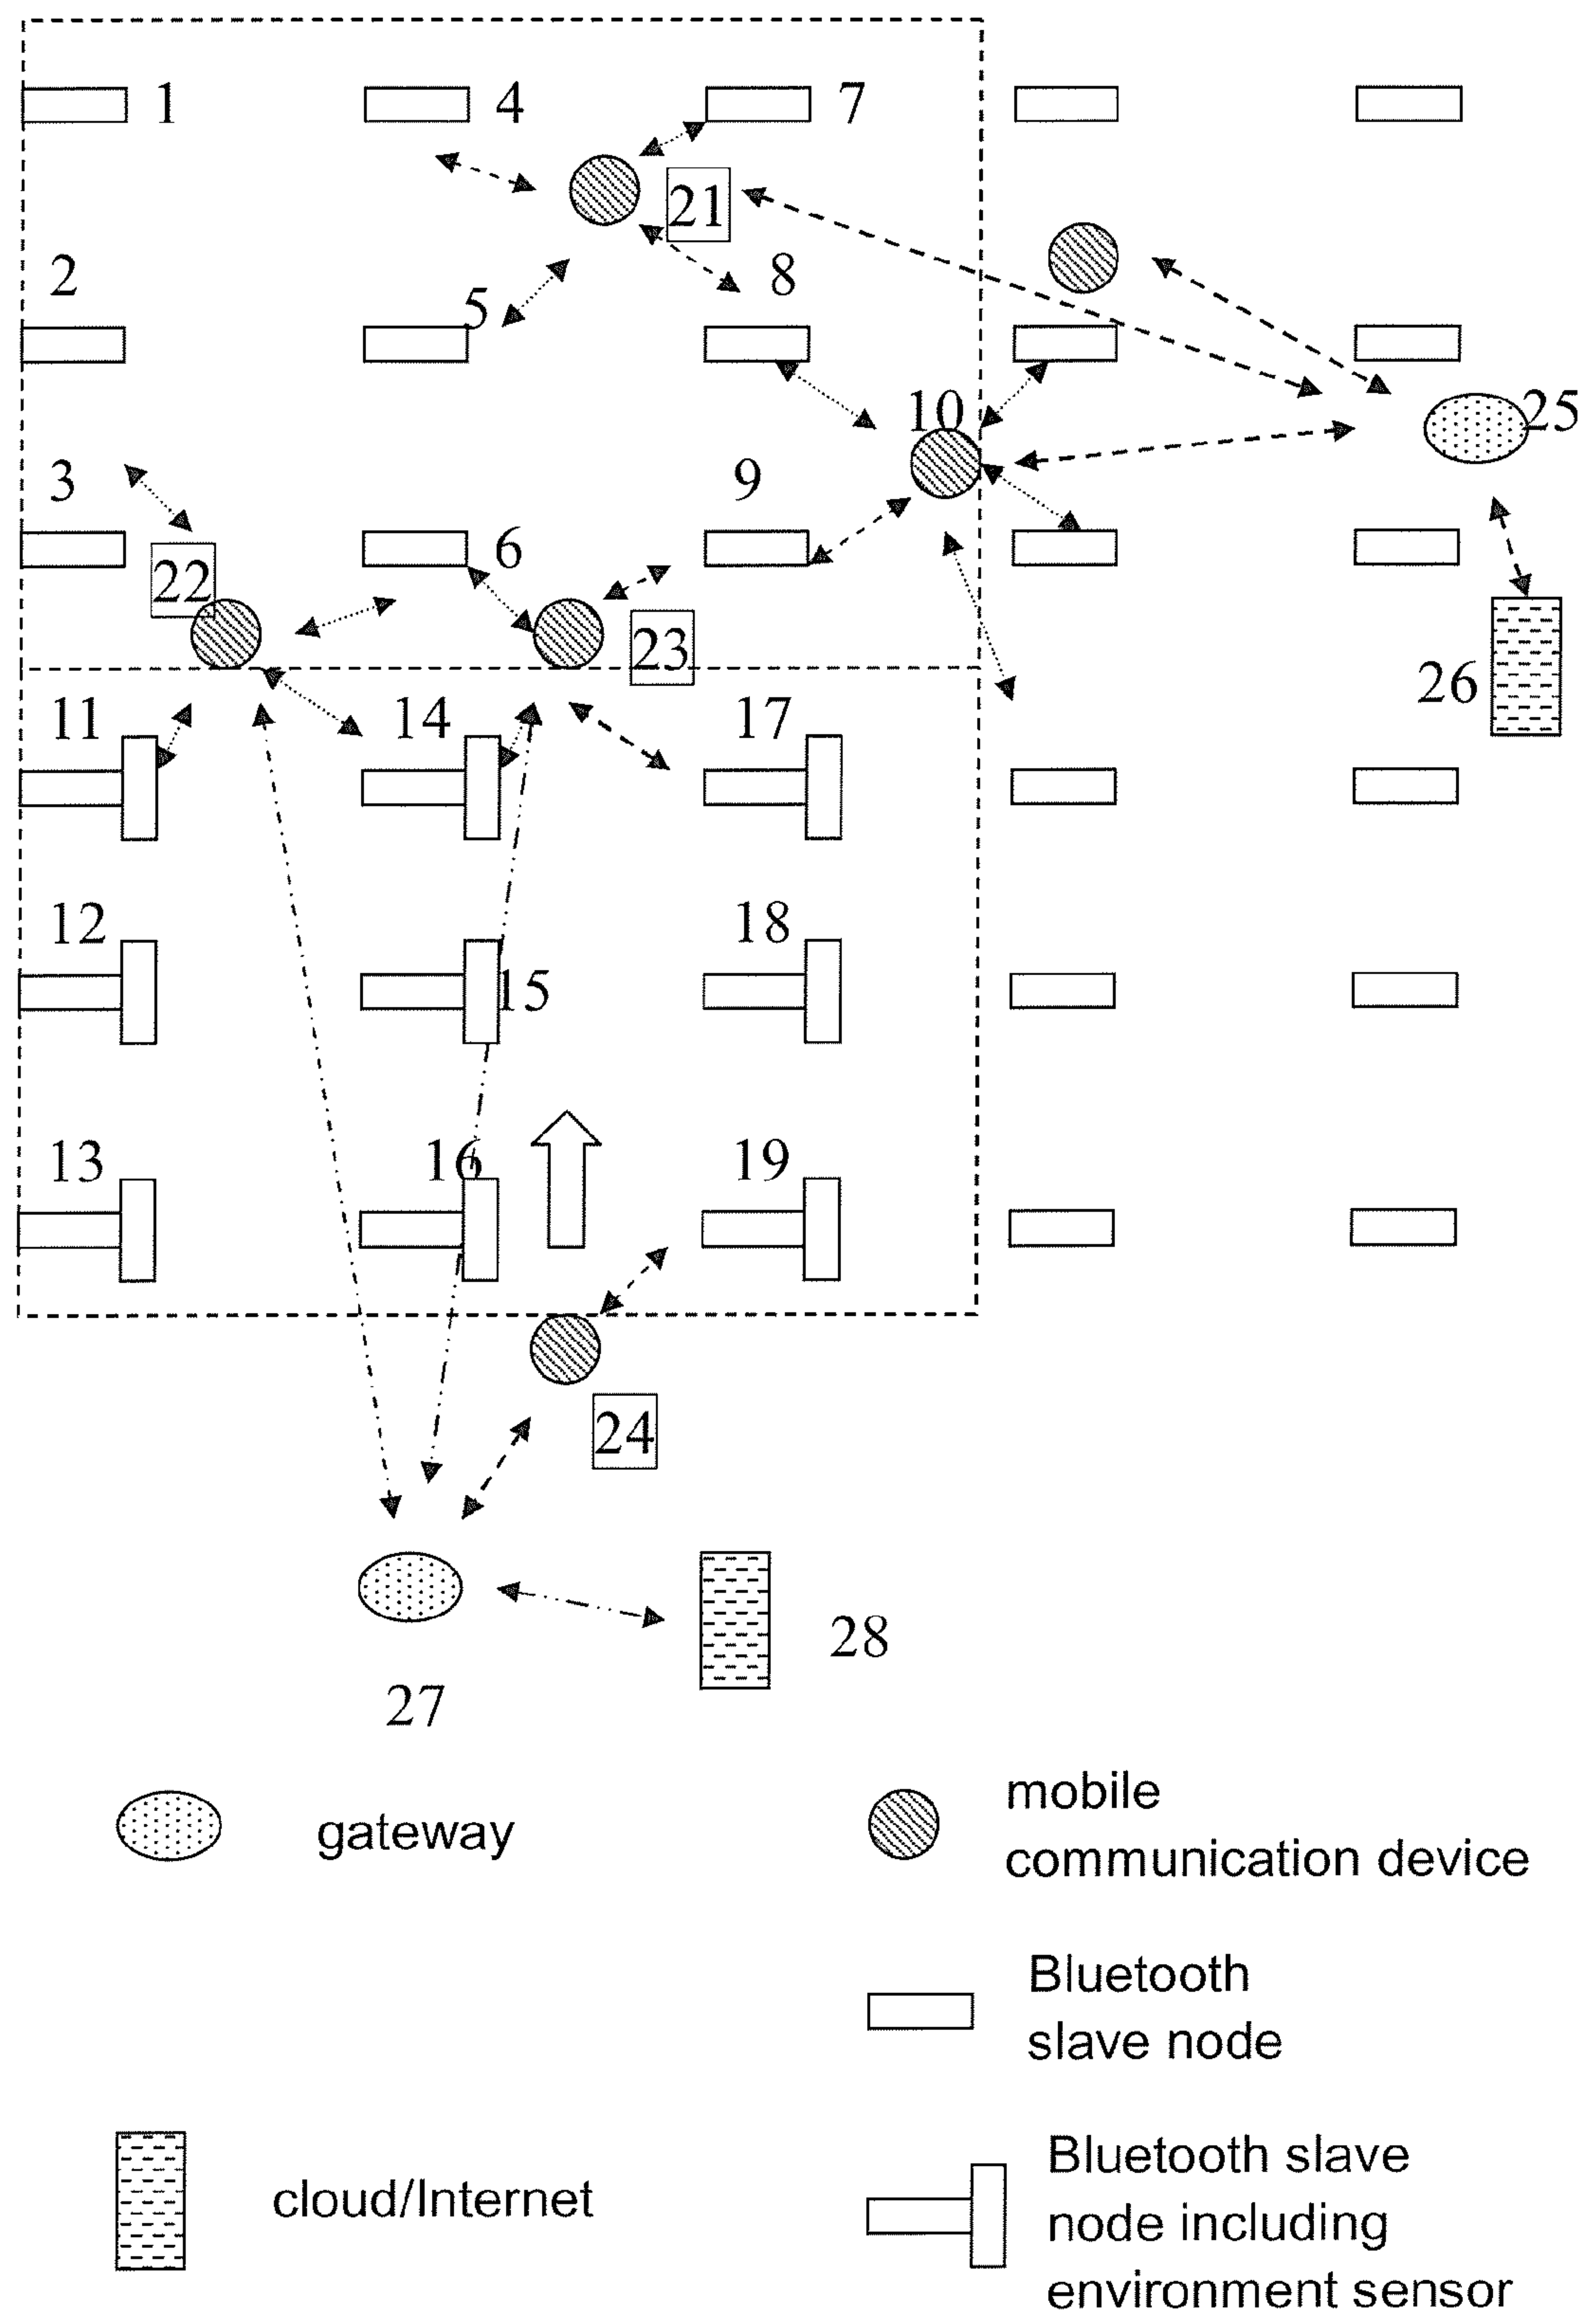 1 4 7
21
2 5 8
10 25
3 6 9
22 23 26
11 14 17
12 15 18
13 16 19
24
28
27
gateway
mobile
communication device
Bluetooth
slave node
cloud/Internet
Bluetooth slave
node including
environment sensor